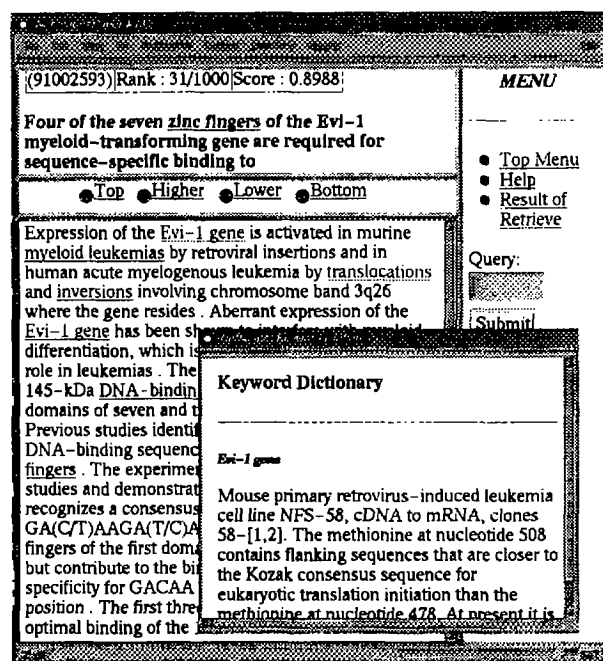 (91002593) Rank : 31/1000 Score : 0.8988
Four of the seven zinc fingers of the Evi-1
myeloid-transforming gene are required for
sequence-specific binding to
Top Higher Lower Bottom
Expression of the Evi-1 gene is activated in murine
myeloid leukemias by retroviral insertions and in
human acute myelogenous leukemia by translocations
and inversions involving chromosome band 3q26
where the gene resides . Aberrant expression of the
Evi-1 gene has been
differentiation, which is
role in leukemias . The
145-kDa DNA-bindin
domains of seven and t
Previous studies identif
DNA-binding sequenc
fingers . The experimen
studies and demonstrat
recognizes a consensus
GA(C/T)AAGA(T/C)A
fingers of the first doma
but contribute to the bi
specificity for GACAA
position . The first thre
optimal binding of the
MENU
Top Menu
Help
Result of
Retrieve
Query:
Submit
Keyword Dictionary
Evi-1 gene
Mouse primary retrovirus-induced leukemia
cell line NFS-58, cDNA to mRNA, clones
58-[1,2]. The methionine at nucleotide 508
contains flanking sequences that are closer to
the Kozak consensus sequence for
eukaryotic translation initiation than the
methionine at nucleotide 478. At present it is